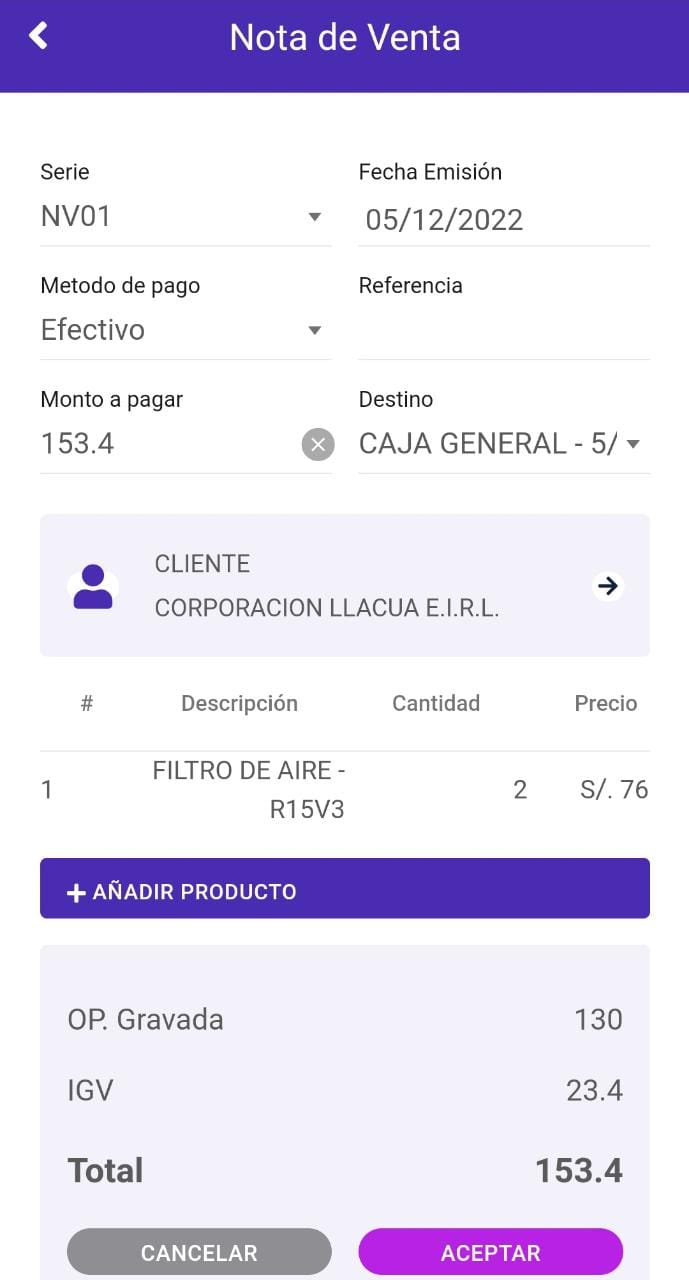 Nota de Venta
Serie
Fecha Emisión
NV01
05/12/2022
Metodo de pago
Referencia
Efectivo
Monto a pagar
Destino
153.4
CAJA GENERAL - 5/
CLIENTE
CORPORACION LLACUA E.I.R.L.
# Descripción Cantidad Precio
1 FILTRO DE AIRE - 2 S/. 76
R15V3
+ AÑADIR PRODUCTO
OP. Gravada 130
IGV 23.4
Total 153.4
CANCELAR ACEPTAR